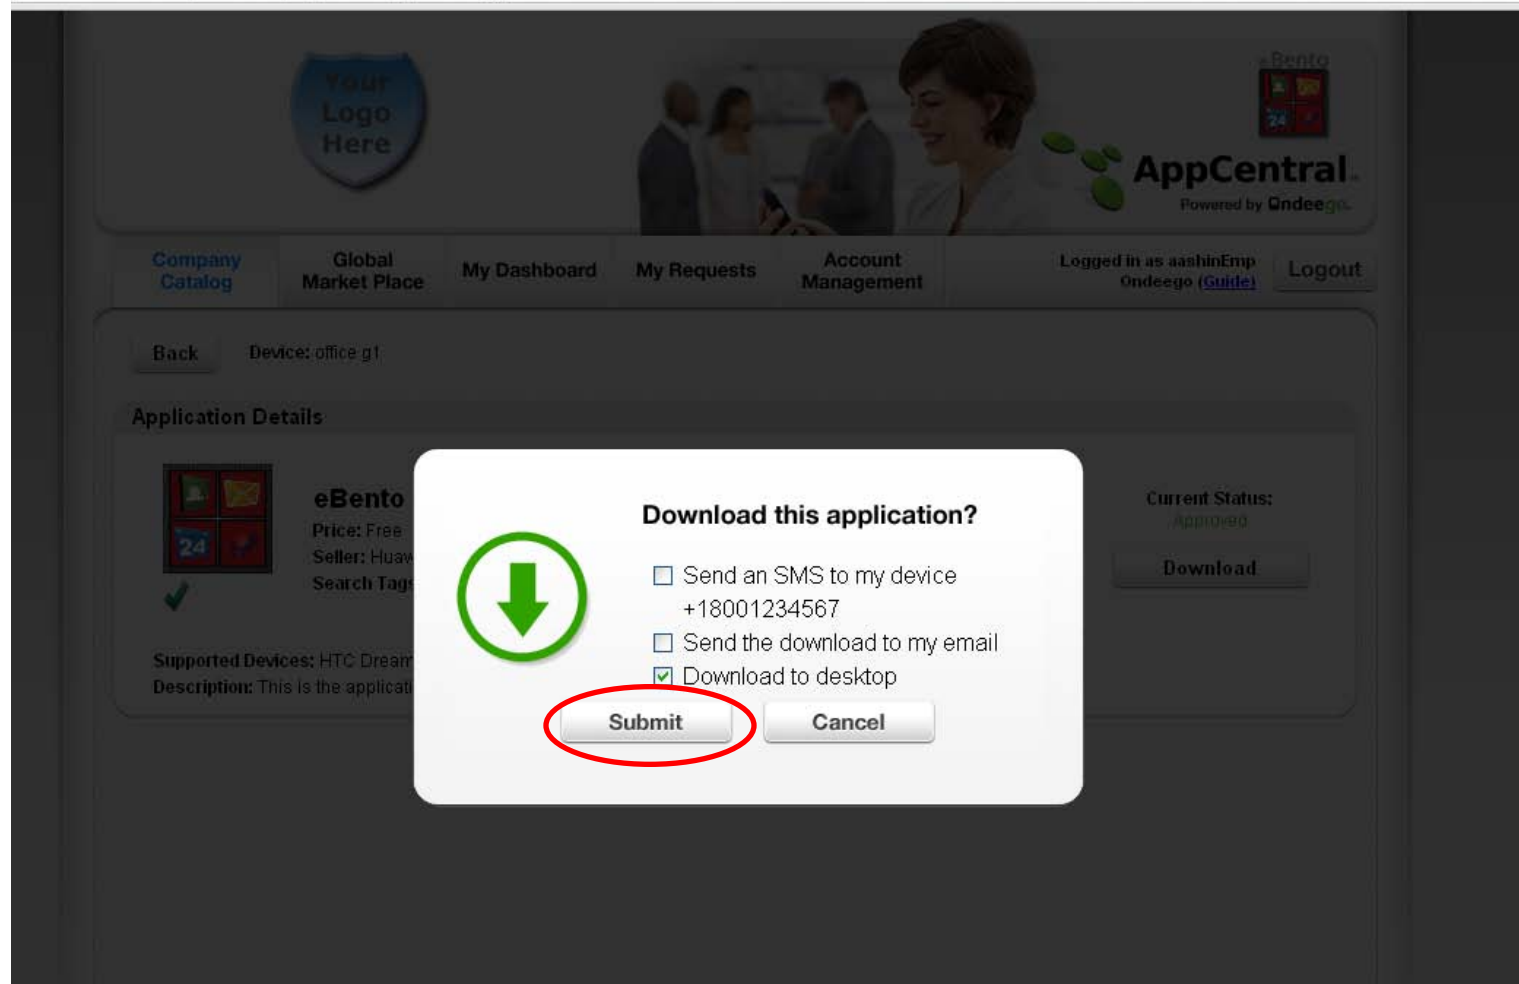 Your
Logo
Here
eBento
24
AppCentral
Powered by Ondeego
Company
Catalog
Global
Market Place
My Dashboard
My Requests
Account
Management
Logged in as aashinEmp
Ondeego (Guide)
Logout
Back
Device: office g1
Application Details
24
eBento
Price: Free
Seller: Huaw
Search Tags
Supported Devices: HTC Dream
Description: This is the applicati
Download this application?
Send an SMS to my device
+18001234567
Send the download to my email
Download to desktop
Submit
Cancel
Current Status:
Approved
Download